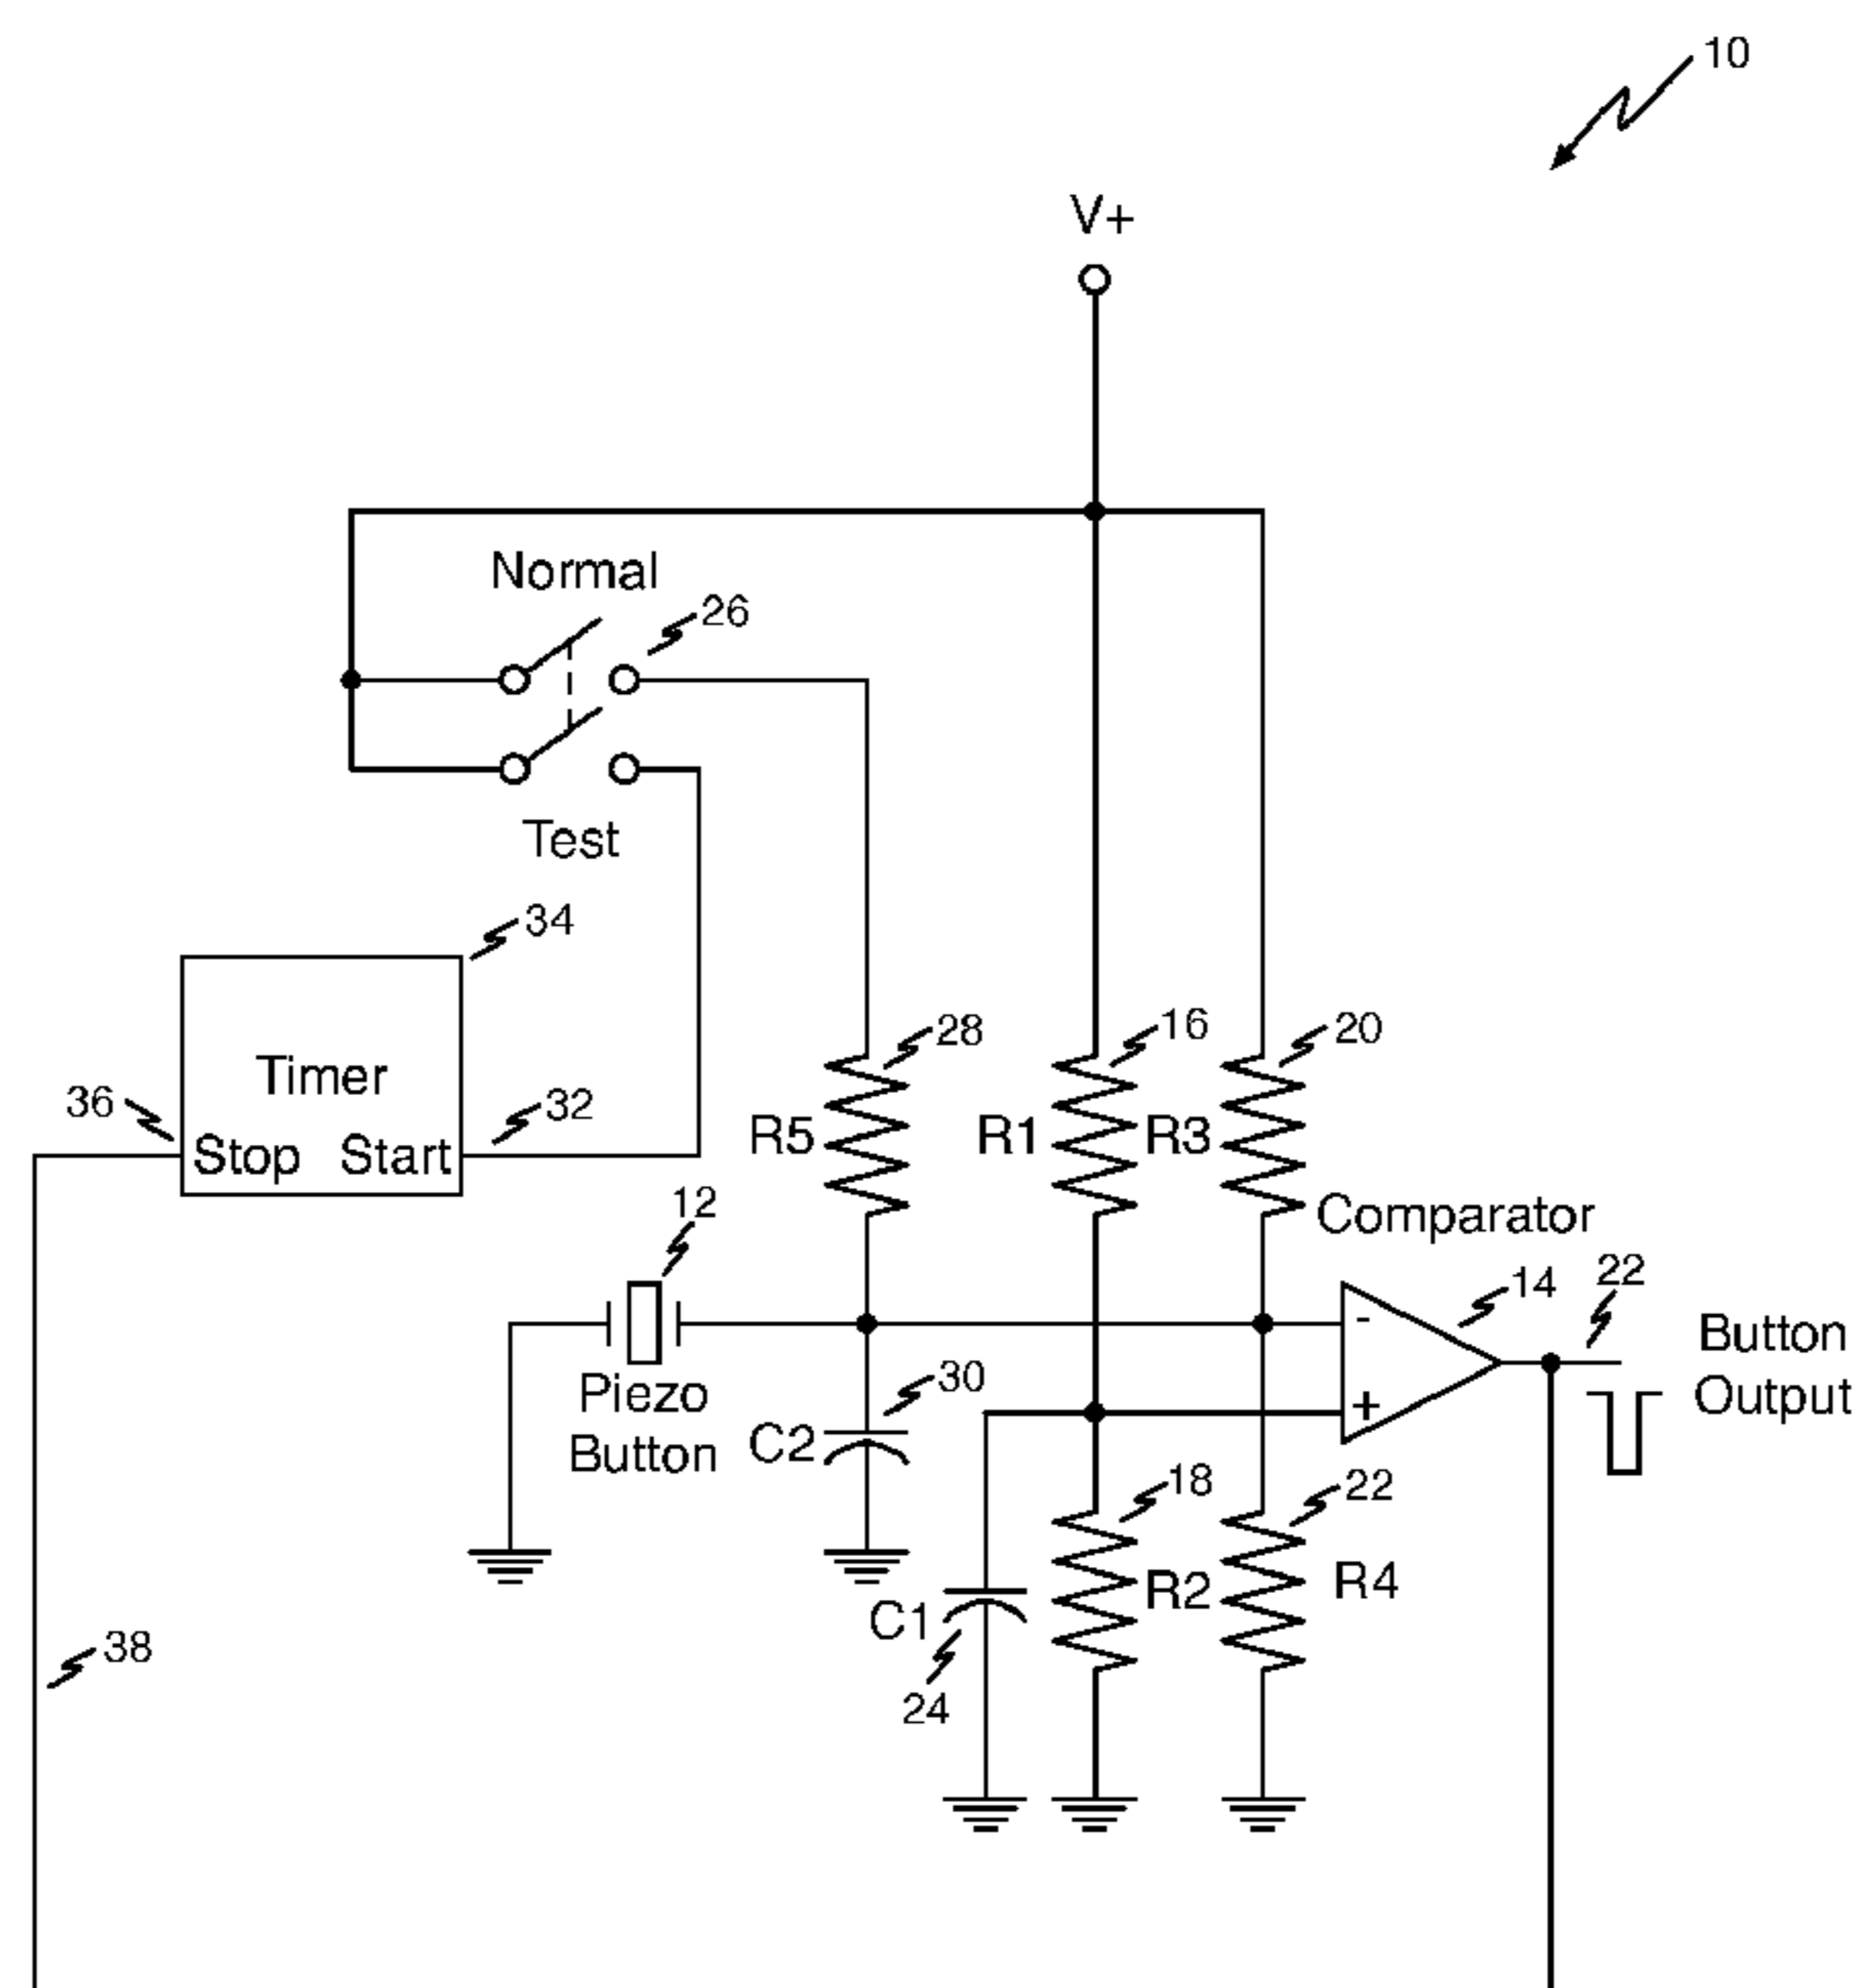 10
V+
Normal
26
Test
34
28
16
20
Timer
36
32
R5
R1
R3
Stop Start
12
Comparator
22
14
Button
Output
30
Piezo
Button
C2
-
+
18
22
R2
R4
C1
38
24